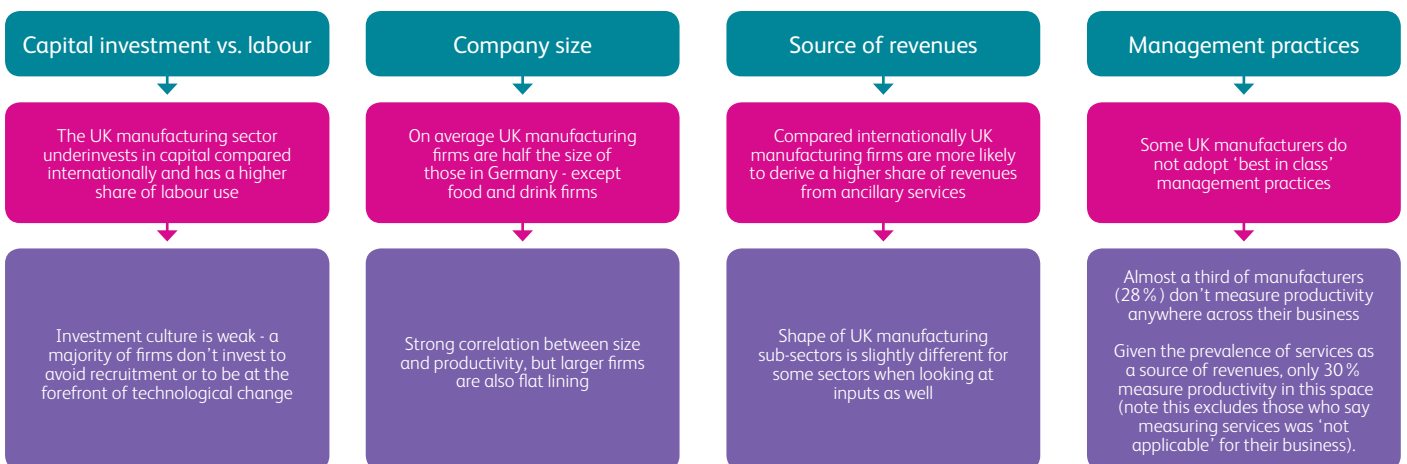 Capital investment vs. labour
The UK manufacturing sector
underinvests in capital compared
internationally and has a higher
share of labour use
Investment culture is weak - a
majority of firms don’t invest to
avoid recruitment or to be at the
forefront of technological change
Company size
On average UK manufacturing
firms are half the size of
those in Germany - except
food and drink firms
Strong correlation between size
and productivity, but larger firms
are also flat lining
Source of revenues
Compared internationally UK
manufacturing firms are more likely
to derive a higher share of revenues
from ancillary services
Shape of UK manufacturing
sub-sectors is slightly different for
some sectors when looking at
inputs as well
Management practices
Some UK manufacturers do
not adopt ‘best in class’
management practices
Almost a third of manufacturers
(28%) don’t measure productivity
anywhere across their business
Given the prevalence of services as
a source of revenues, only 30%
measure productivity in this space
(note this excludes those who say
measuring services was ‘not
applicable’ for their business).